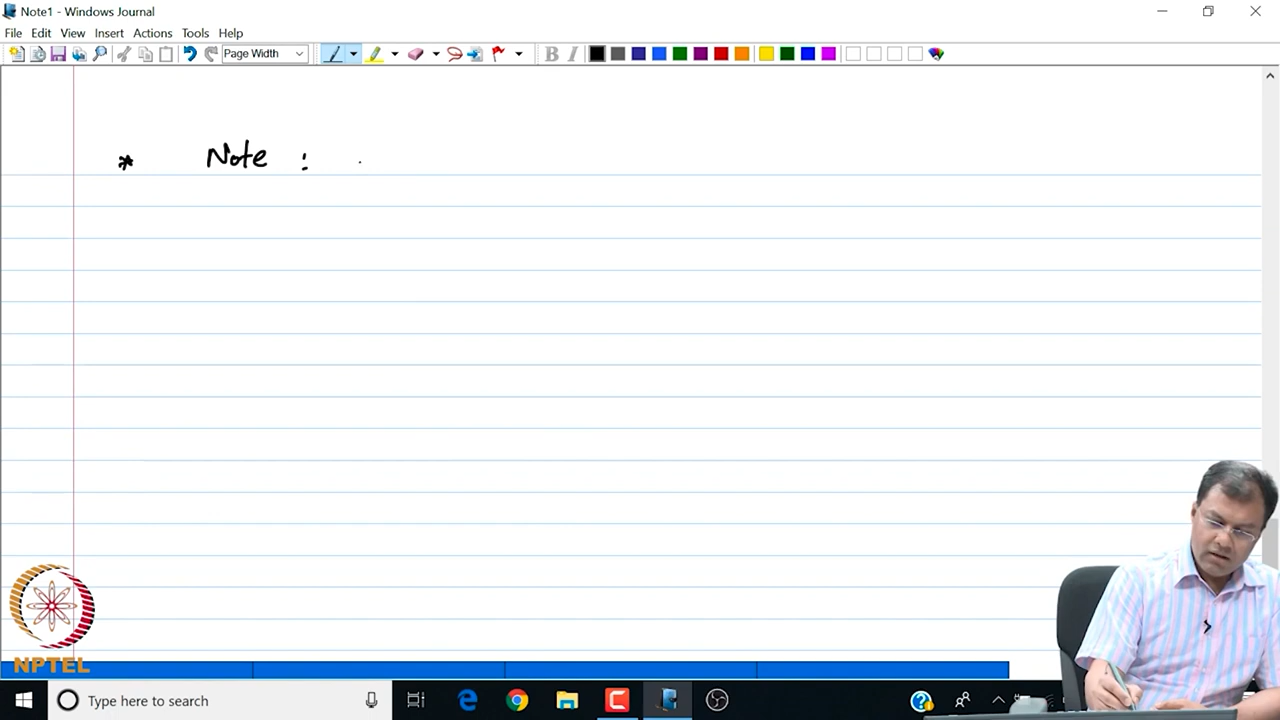 Note1 - Windows Journal
File Edit View Insert Actions Tools Help
Page Width
B I
* Note :
NPTEL
Type here to search